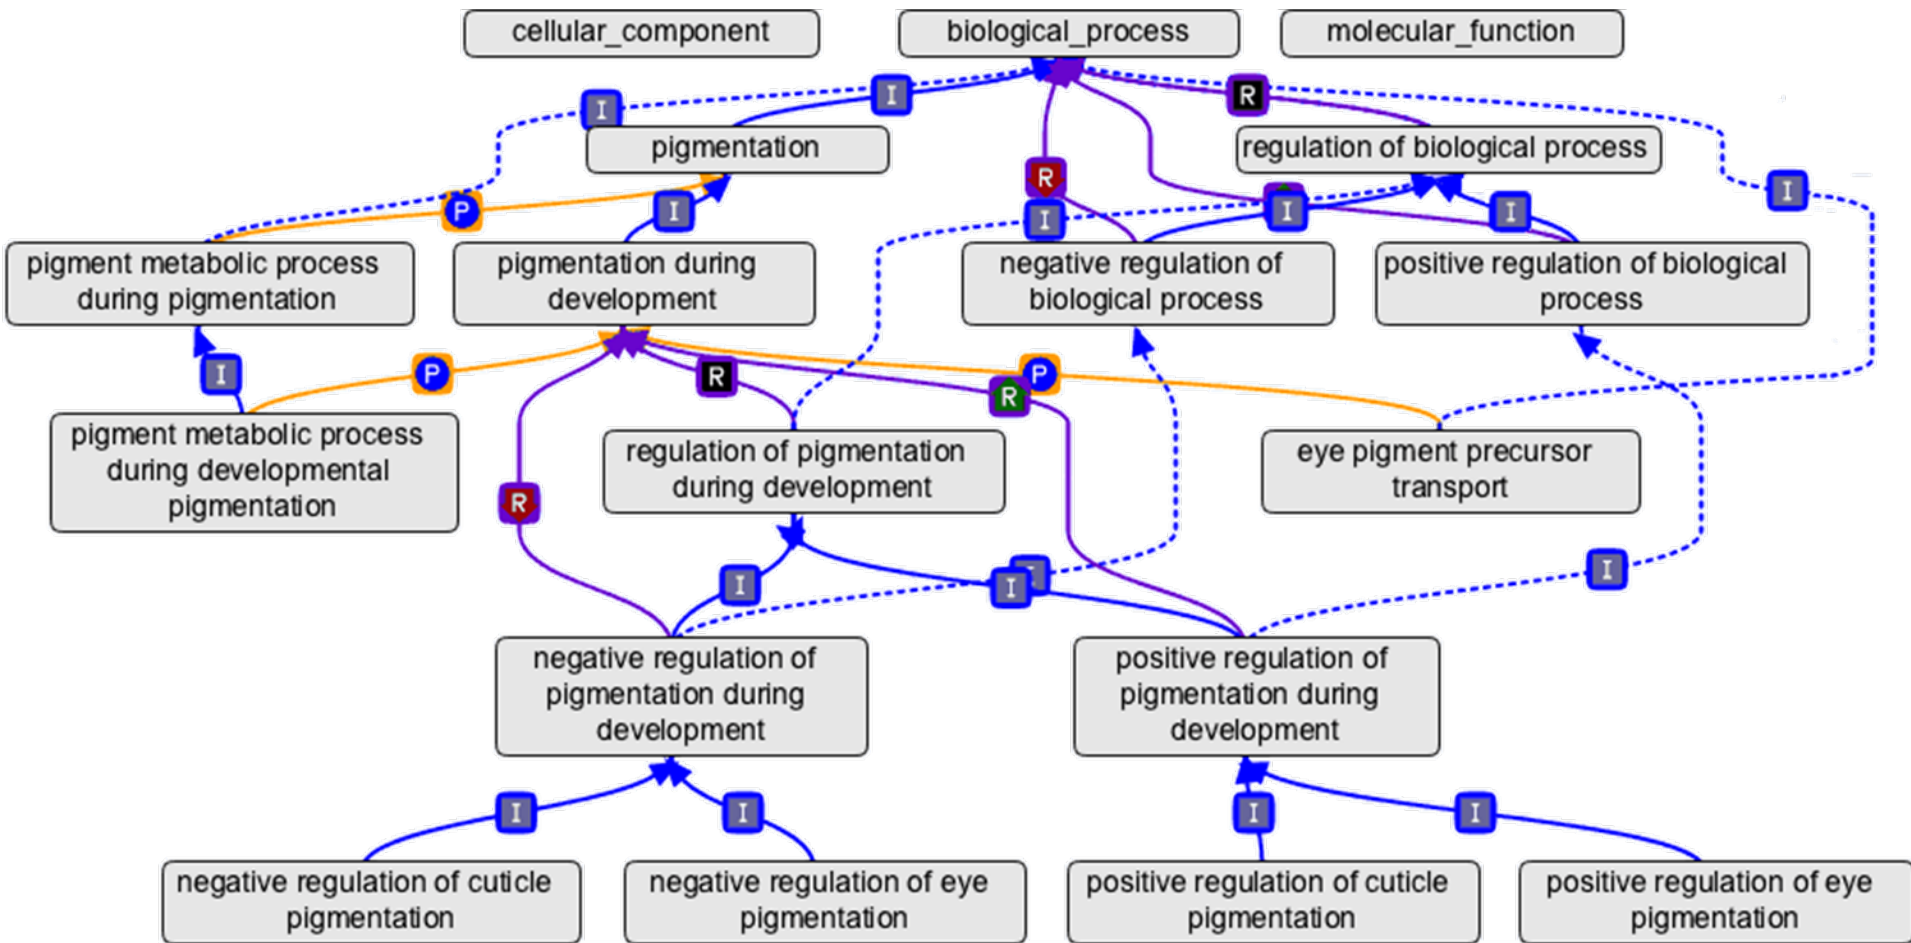 cellular_component
biological_process
molecular_function
I
R
I
pigmentation
regulation of biological process
R
I
P
I
I
I
I
pigment metabolic process
during pigmentation
pigmentation during
development
negative regulation of
biological process
positive regulation of biological
process
I
P
R
P
R
pigment metabolic process
during developmental
pigmentation
regulation of pigmentation
during development
eye pigment precursor
transport
R
I
I
I
I
negative regulation of
pigmentation during
development
positive regulation of
pigmentation during
development
I
I
I
I
negative regulation of cuticle
pigmentation
negative regulation of eye
pigmentation
positive regulation of cuticle
pigmentation
positive regulation of eye
pigmentation